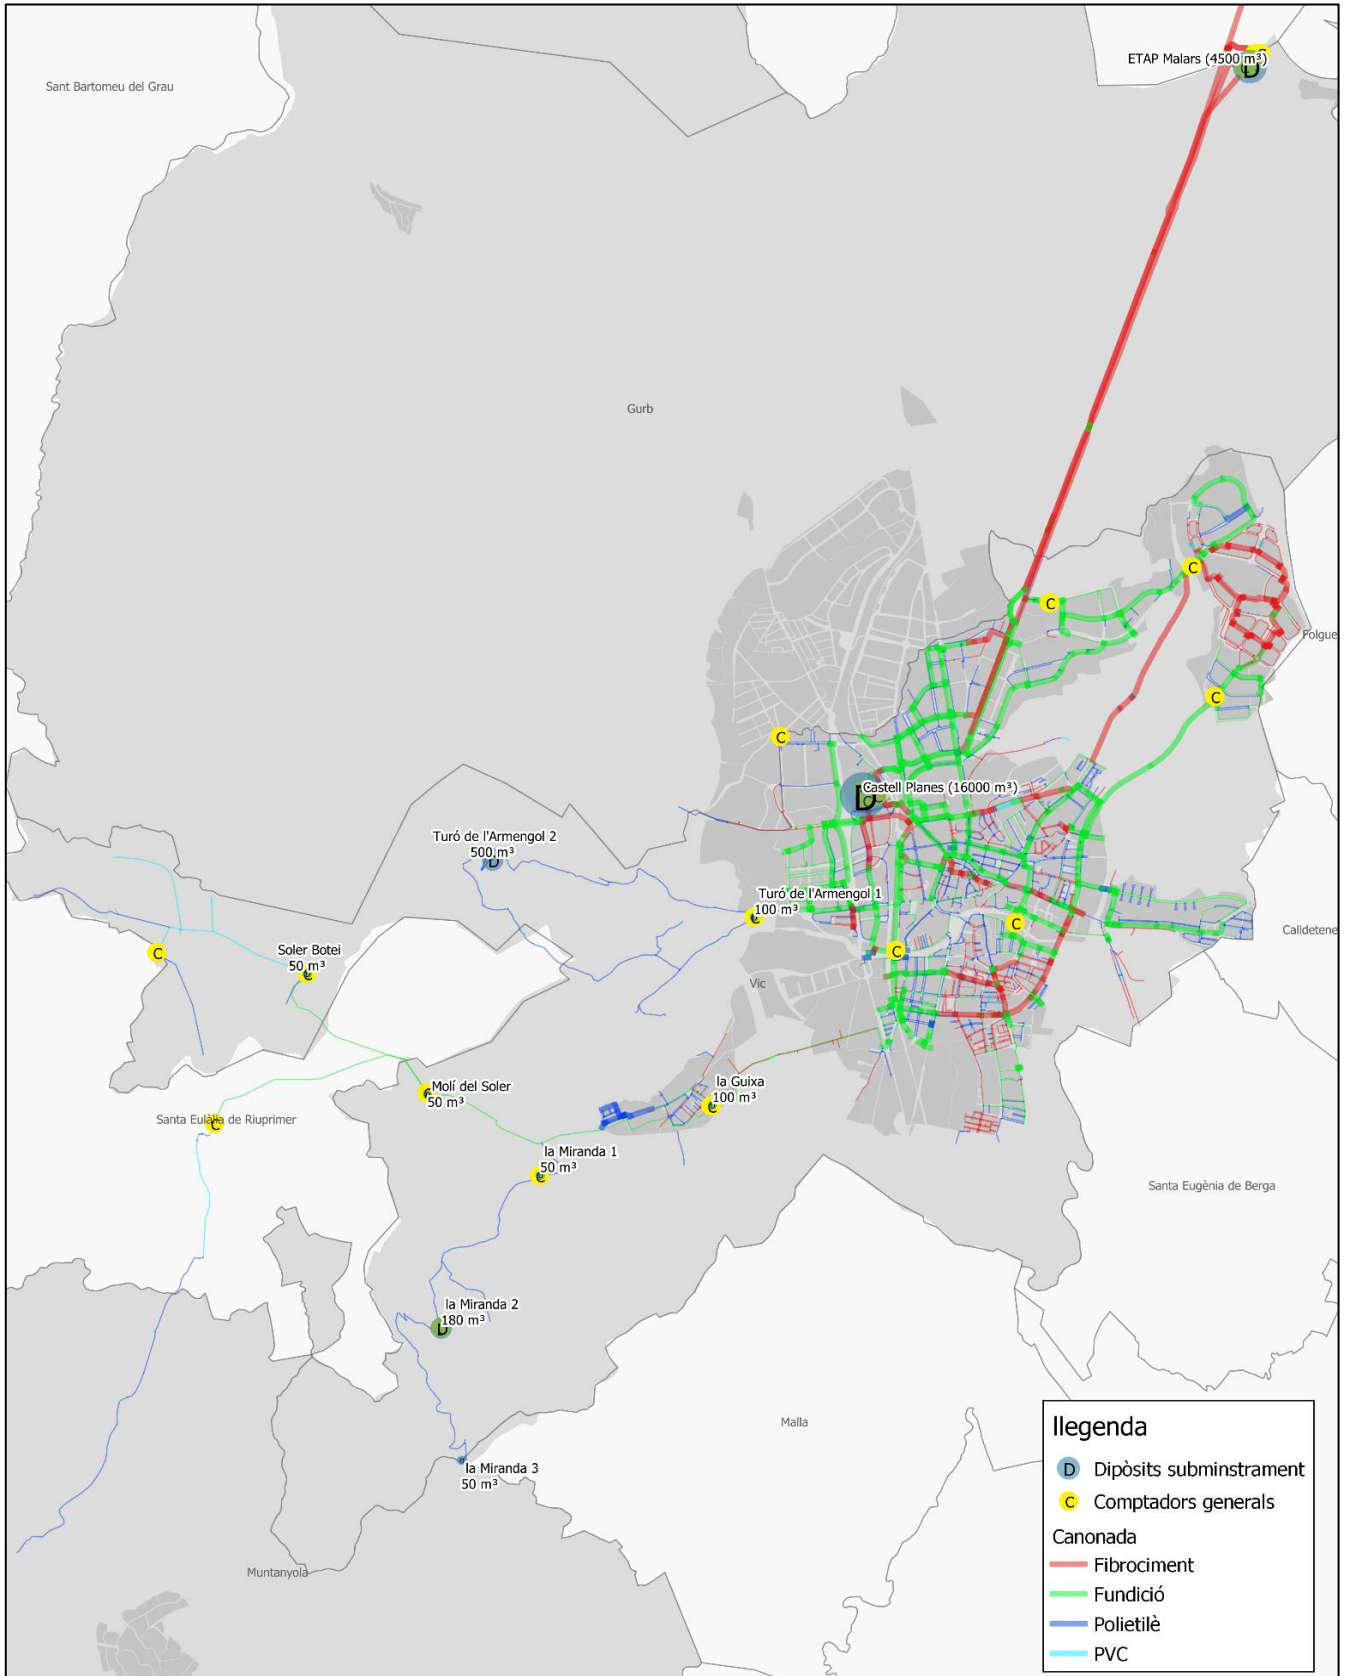 ETAP Malars (4500 m³)
C
D
Sant Bartomeu del Grau
Gurb
C
C
Folgue
C
C
Castell Planes (16000 m³)
D
Turó de l'Armengol 2
500 m³
D
Turó de l'Armengol 1
100 m³
C
C
Calldetene
C
Soler Botei
50 m³
C
C
Vic
Molí del Soler
50 m³
C
la Guixa
100 m³
C
Santa Eulàlia de Riuprimer
C
la Miranda 1
50 m³
C
Santa Eugènia de Berga
la Miranda 2
180 m³
D
Malla
la Miranda 3
50 m³
Muntanyola
llegenda
D Dipòsits subminstrament
C Comptadors generals
Canonada
Fibrociment
Fundició
Polietilè
PVC